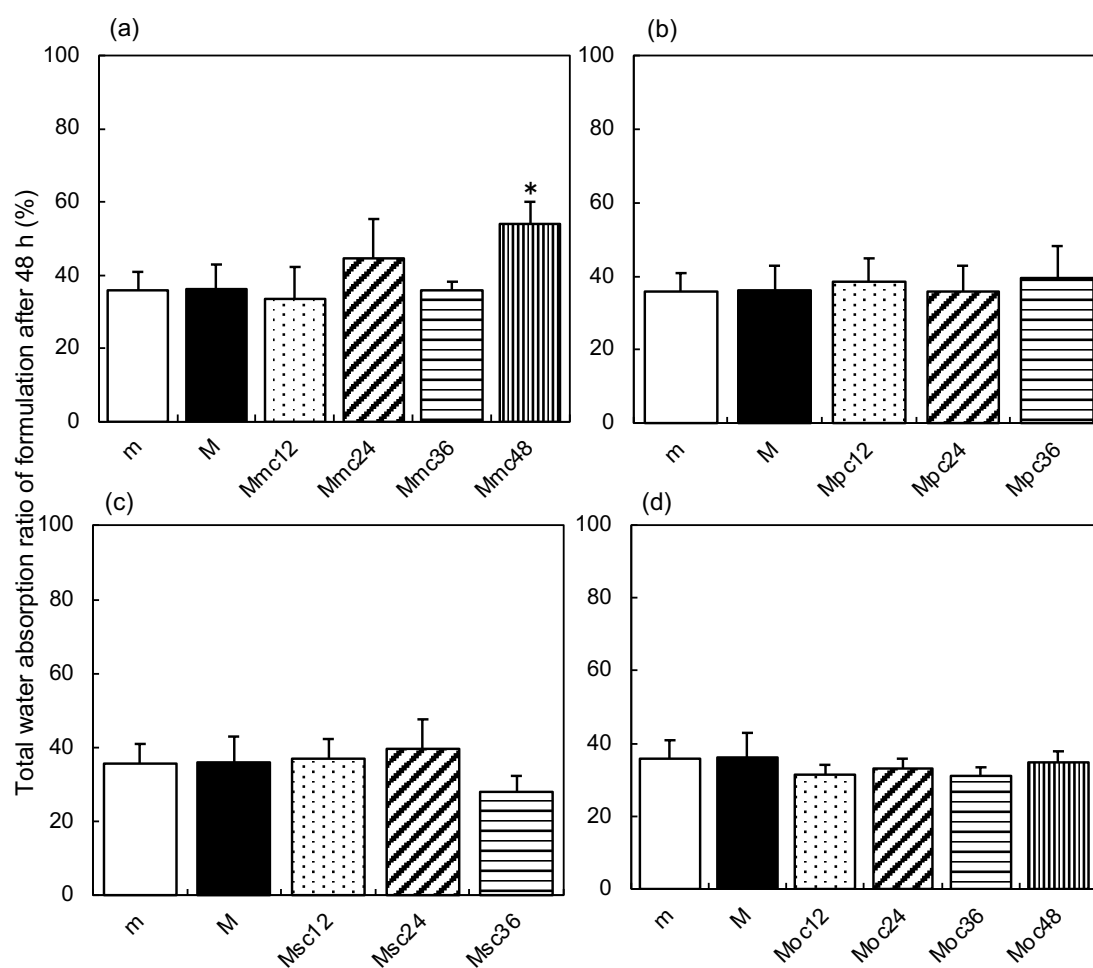 Total water absorption ratio of formulation after 48 h (%)
(a)
100
80
60
40
20
0
*
m
M
Mmc12
Mmc24
Mmc36
Mmc48
(b)
100
80
60
40
20
0
m
M
Mpc12
Mpc24
Mpc36
(c)
100
80
60
40
20
0
m
M
Msc12
Msc24
Msc36
(d)
100
80
60
40
20
0
m
M
Moc12
Moc24
Moc36
Moc48